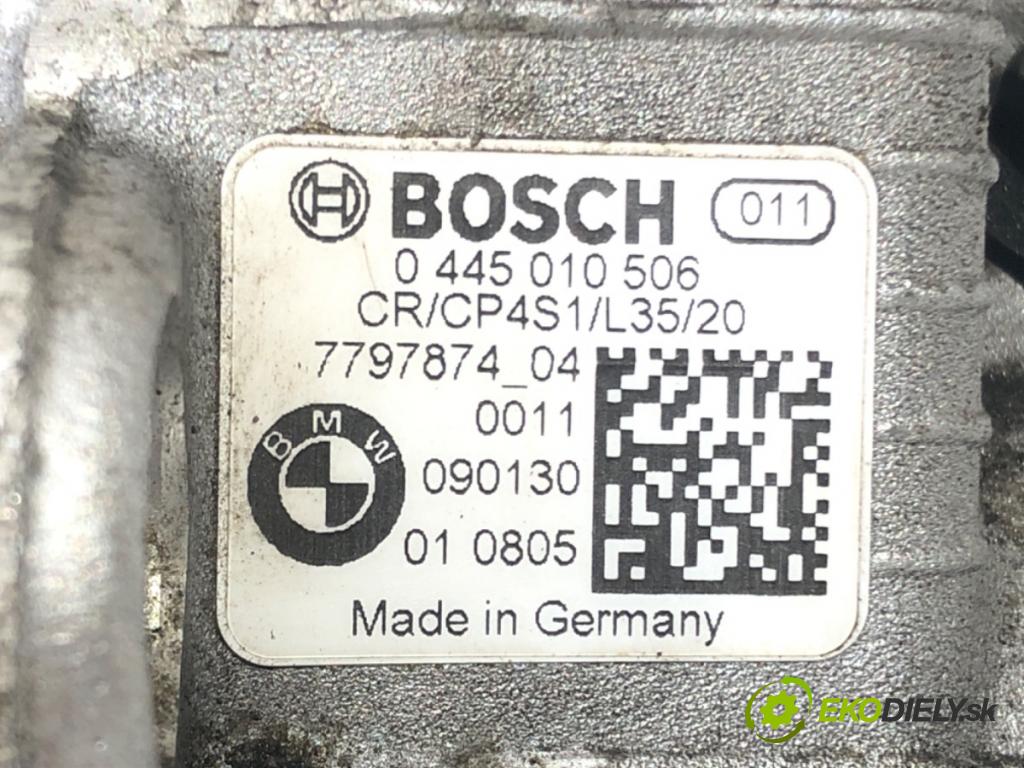 BOSCH 011
0 445 010 506
CR/CP4S1/L35/20
7797874_04
0011
BMW
090130
01 0805
Made in Germany
EKODIELY.sk